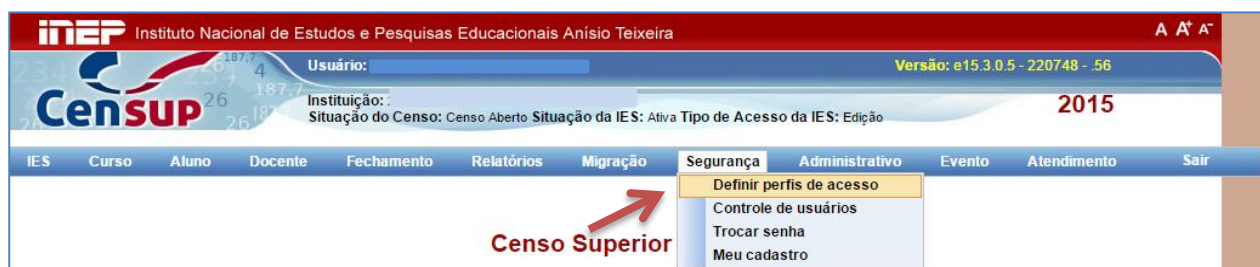 inep Instituto Nacional de Estudos e Pesquisas Educacionais Anísio Teixeira A A+ A-
Usuário: Versão: e15.3.0.5 - 220748 - .56
Censup
Instituição: :
Situação do Censo: Censo Aberto Situação da IES: Ativa Tipo de Acesso da IES: Edição
2015
IES Curso Aluno Docente Fechamento Relatórios Migração Segurança Administrativo Evento Atendimento Sair
Definir perfis de acesso
Controle de usuários
Trocar senha
Meu cadastro
Censo Superior